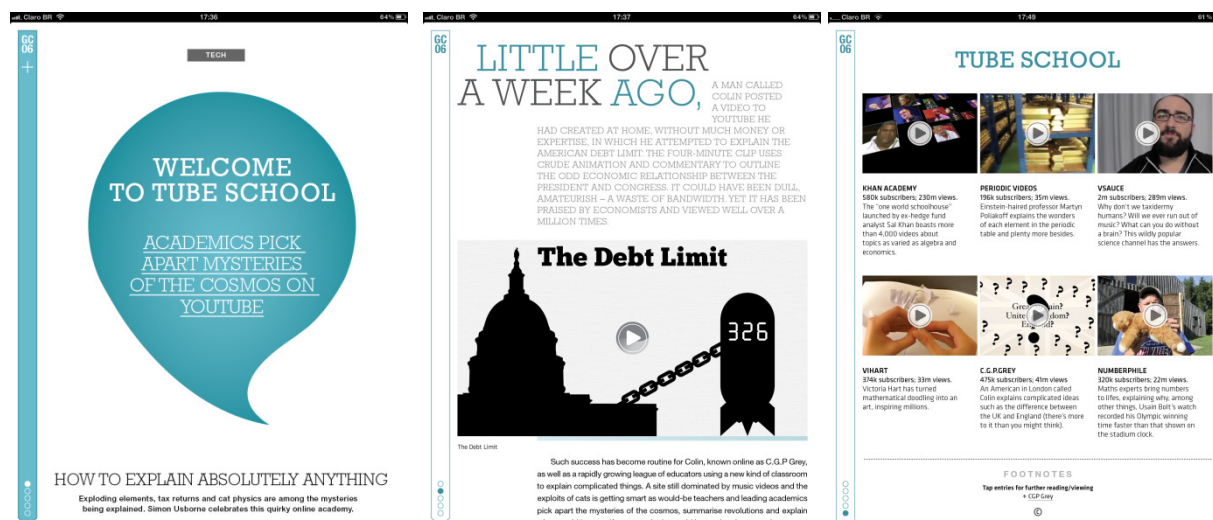 Claro BR
17:36
64%
GC
06
TECH
WELCOME
TO TUBE SCHOOL
ACADEMICS PICK
APART MYSTERIES
OF THE COSMOS ON
YOUTUBE
HOW TO EXPLAIN ABSOLUTELY ANYTHING
Exploding elements, tax returns and cat physics are among the mysteries
being explained. Simon Usborne celebrates this quirky online academy.
Claro BR
17:37
64%
GC
06
LITTLE OVER
A WEEK AGO,
A MAN CALLED
COLIN POSTED
A VIDEO TO
YOUTUBE HE
HAD CREATED AT HOME, WITHOUT MUCH MONEY OR
EXPERTISE, IN WHICH HE ATTEMPTED TO EXPLAIN THE
AMERICAN DEBT LIMIT. THE FOUR-MINUTE CLIP USES
CRUDE ANIMATION AND COMMENTARY TO OUTLINE
THE ODD ECONOMIC RELATIONSHIP BETWEEN THE
PRESIDENT AND CONGRESS. IT COULD HAVE BEEN DULL,
AMATEURISH – A WASTE OF BANDWIDTH. YET IT HAS BEEN
PRAISED BY ECONOMISTS AND VIEWED WELL OVER A
MILLION TIMES.
The Debt Limit
326
The Debt Limit
Such success has become routine for Colin, known online as C.G.P Grey,
as well as a rapidly growing league of educators using a new kind of classroom
to explain complicated things. A site still dominated by music videos and the
exploits of cats is getting smart as would-be teachers and leading academics
pick apart the mysteries of the cosmos, summarise revolutions and explain
Claro BR
17:49
61%
GC
06
TUBE SCHOOL
KHAN ACADEMY
580k subscribers; 230m views.
The "one world schoolhouse"
launched by ex-hedge fund
analyst Sal Khan boasts more
than 4,000 videos about
topics as varied as algebra and
economics.
PERIODIC VIDEOS
196k subscribers; 35m views.
Einstein-haired professor Martyn
Poliakoff explains the wonders
of each element in the periodic
table and plenty more besides.
VSAUCE
2m subscribers; 289m views.
Why don't we taxidermy
humans? Will we ever run out of
music? What can you do without
a brain? This wildly popular
science channel has the answers.
VIHART
374k subscribers; 33m views.
Victoria Hart has turned
mathematical doodling into an
art, inspiring millions.
C.G.P.GREY
475k subscribers; 41m views
An American in London called
Colin explains complicated ideas
such as the difference between
the UK and England (there's more
to it than you might think).
NUMBERPHILE
320k subscribers; 22m views.
Maths experts bring numbers
to lifes, explaining why, among
other things, Usain Bolt's watch
recorded his Olympic winning
time faster than that shown on
the stadium clock.
FOOTNOTES
Tap entries for further reading/viewing
+ CGP Grey
©